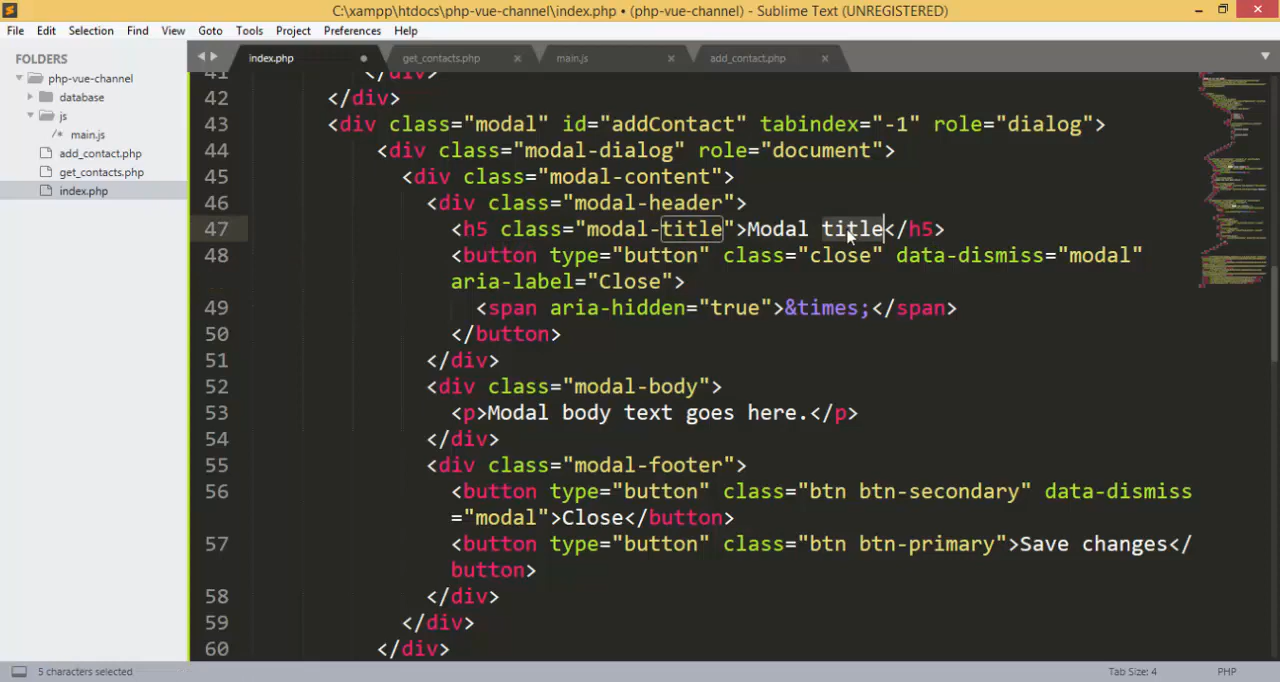 C:\xampp\htdocs\php-vue-channel\index.php • (php-vue-channel) - Sublime Text (UNREGISTERED)
File Edit Selection Find View Goto Tools Project Preferences Help
FOLDERS
php-vue-channel
database
js
/* main.js
add_contact.php
get_contacts.php
index.php
index.php get_contacts.php main.js add_contact.php
41 </div>
42 </div>
43 <div class="modal" id="addContact" tabindex="-1" role="dialog">
44 <div class="modal-dialog" role="document">
45 <div class="modal-content">
46 <div class="modal-header">
47 <h5 class="modal-title">Modal title</h5>
48 <button type="button" class="close" data-dismiss="modal"
aria-label="Close">
49 <span aria-hidden="true">&times;</span>
50 </button>
51 </div>
52 <div class="modal-body">
53 <p>Modal body text goes here.</p>
54 </div>
55 <div class="modal-footer">
56 <button type="button" class="btn btn-secondary" data-dismiss
="modal">Close</button>
57 <button type="button" class="btn btn-primary">Save changes</
button>
58 </div>
59 </div>
60 </div>
5 characters selected Tab Size: 4 PHP